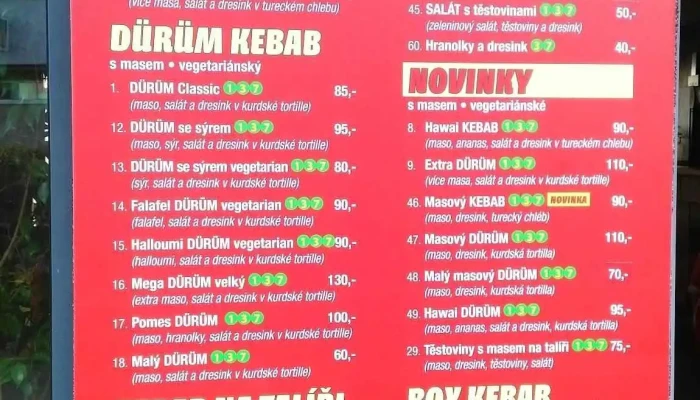 (více masa, salát a dresink v tureckém chlebu)
DÜRÜM KEBAB
s masem • vegetariánský
1. DÜRÜM Classic 1 3 7 85,-
(maso, salát a dresink v kurdské tortille)
12. DÜRÜM se sýrem 1 3 7 95,-
(maso, sýr, salát a dresink v kurdské tortille)
13. DÜRÜM se sýrem vegetarian 1 3 7 80,-
(sýr, salát a dresink v kurdské tortille)
14. Falafel DÜRÜM vegetarian 1 3 7 90,-
(falafel, salát a dresink v kurdské tortille)
15. Halloumi DÜRÜM vegetarian 1 3 7 90,-
(halloumi, salát a dresink v kurdské tortille)
16. Mega DÜRÜM velký 1 3 7 130,-
(extra maso, salát a dresink v kurdské tortille)
17. Pomes DÜRÜM 1 3 7 100,-
(maso, hranolky, salát a dresink v kurdské tortille)
18. Malý DÜRÜM 1 3 7 60,-
(maso, salát a dresink v kurdské tortille)
NA TALÍŘI
45. SALÁT s těstovinami 1 3 7 50,-
(zeleninový salát, těstoviny a dresink)
60. Hranolky a dresink 3 7 40,-
NOVINKY
s masem • vegetariánské
8. Hawai KEBAB 1 3 7 90,-
(maso, ananas, salát a dresink v tureckém chlebu)
9. Extra DÜRÜM 1 3 7 110,-
(více masa, salát a dresink v kurdské tortille)
46. Masový KEBAB 1 3 7 NOVINKA 90,-
(maso, dresink, turecký chléb)
47. Masový DÜRÜM 1 3 7 110,-
(maso, dresink, kurdská tortilla)
48. Malý masový DÜRÜM 1 3 7 70,-
(maso, dresink, kurdská tortilla)
49. Hawai DÜRÜM 1 3 7 95,-
(maso, ananas, salát a dresink, kurdská tortilla)
29. Těstoviny s masem na talíři 1 3 7 75,-
(maso, dresink, těstoviny, salát)
BOX KEBAB